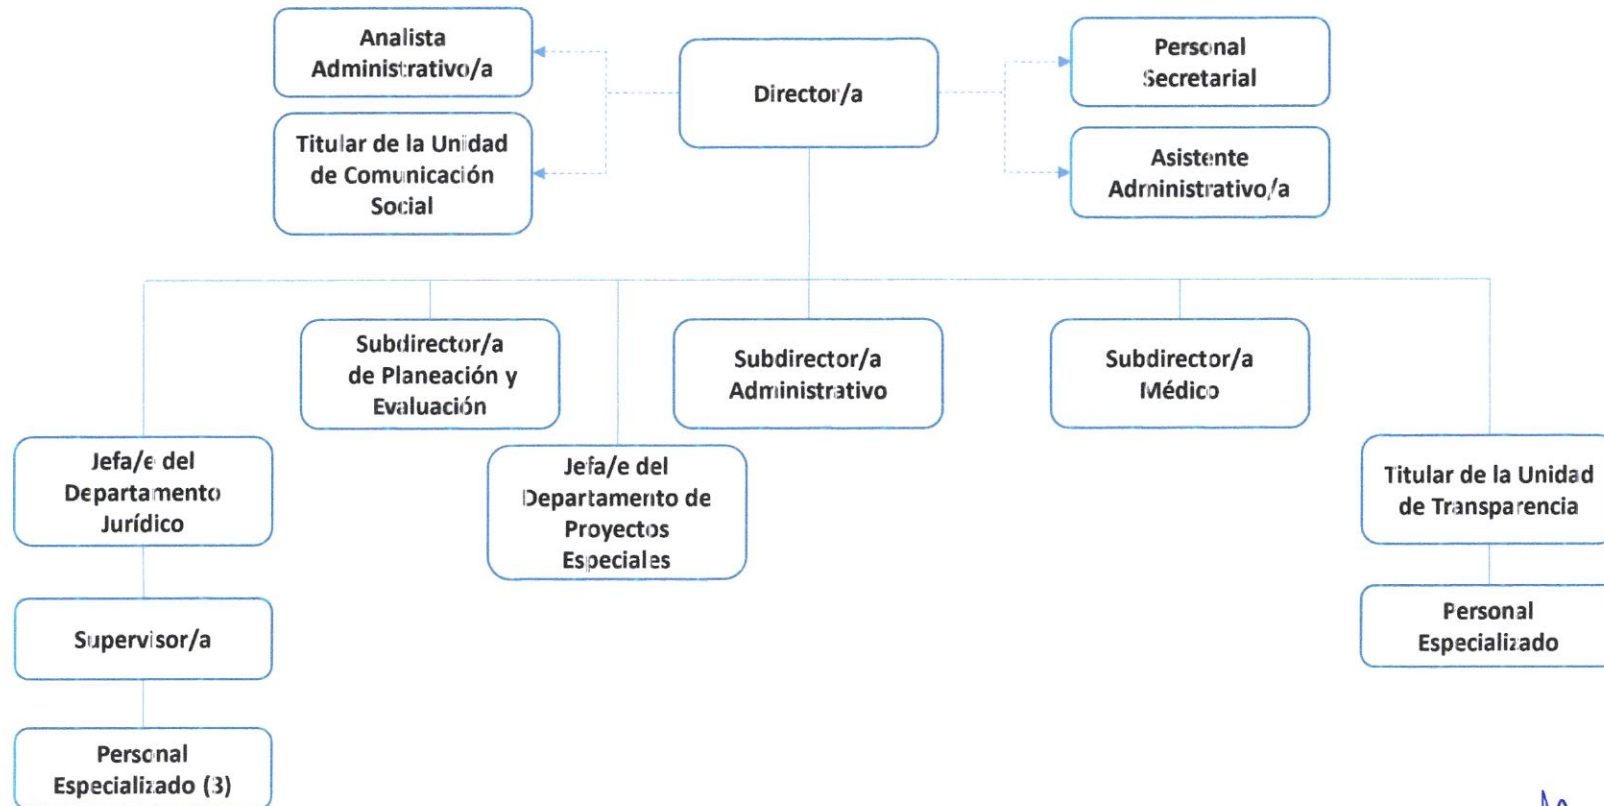 Analista
Administrativo/a
Titular de la Unidad
de Comunicación
Social
Director/a
Personal
Secretarial
Asistente
Administrativo/a
Subdirector/a
de Planeación y
Evaluación
Subdirector/a
Administrativo
Subdirector/a
Médico
Jefa/e del
Departamento
Jurídico
Jefa/e del
Departamento de
Proyectos
Especiales
Titular de la Unidad
de Transparencia
Supervisor/a
Personal
Especializado
Personal
Especializado (3)